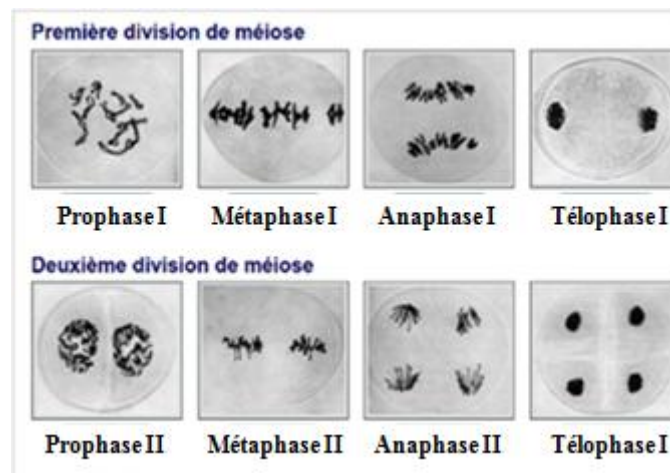 Première division de méiose
Prophase I Métaphase I Anaphase I Télophase I
Deuxième division de méiose
Prophase II Métaphase II Anaphase II Télophase I